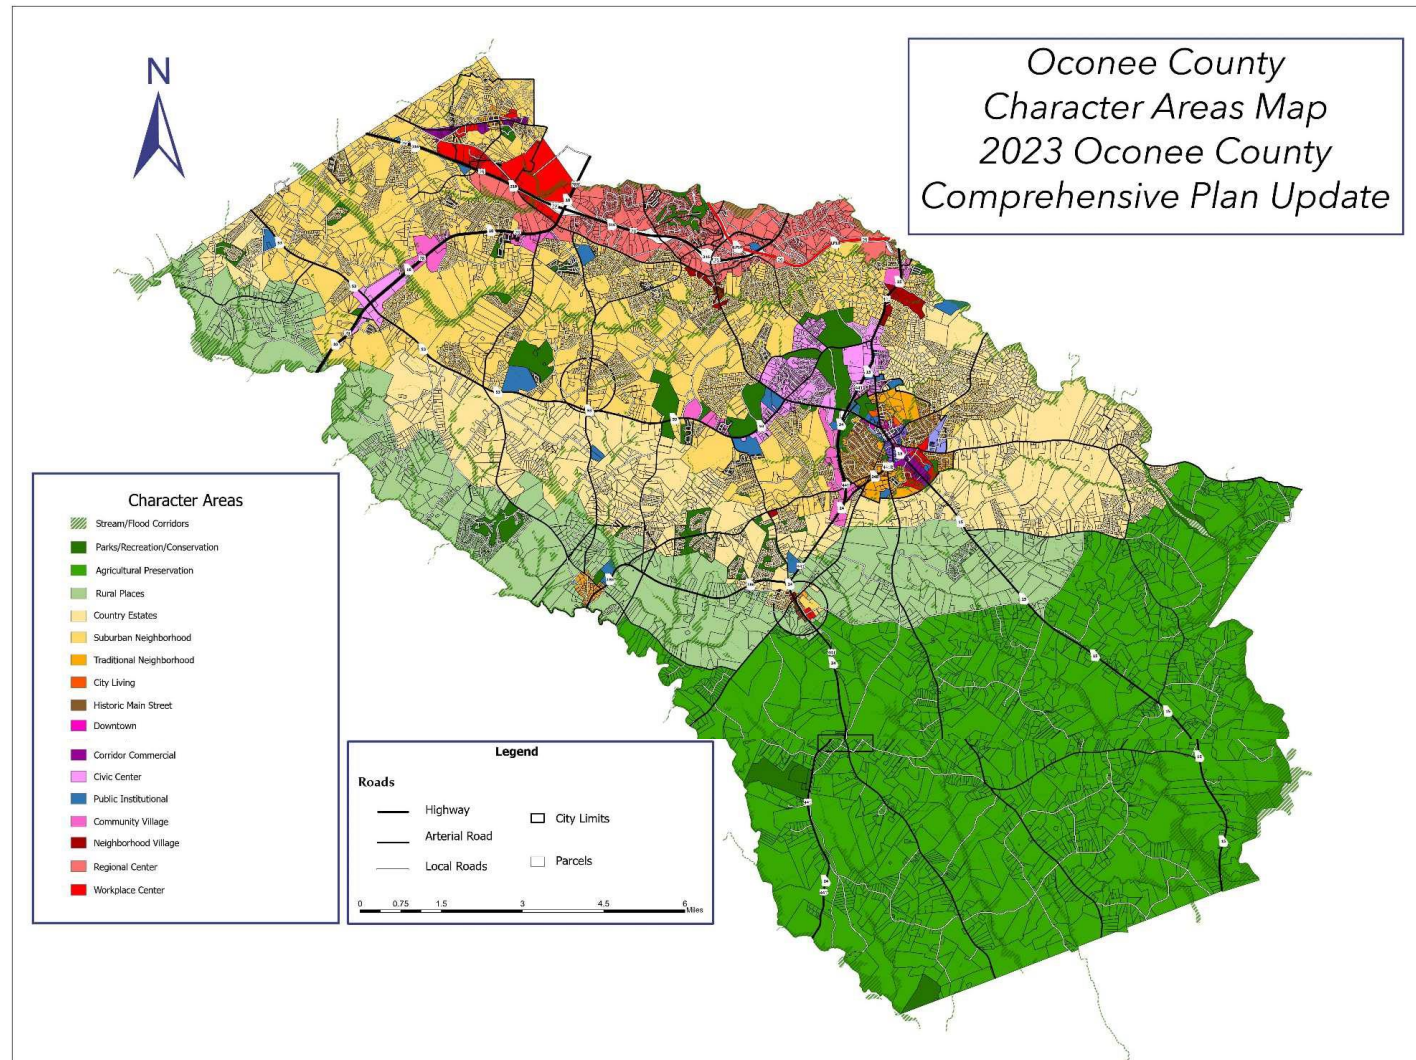 N
Oconee County
Character Areas Map
2023 Oconee County
Comprehensive Plan Update
Character Areas
Stream/Flood Corridors
Parks/Recreation/Conservation
Agricultural Preservation
Rural Places
Country Estates
Suburban Neighborhood
Traditional Neighborhood
City Living
Historic Main Street
Downtown
Corridor Commercial
Civic Center
Public Institutional
Community Village
Neighborhood Village
Regional Center
Workplace Center
Legend
Roads
Highway
Arterial Road
Local Roads
City Limits
Parcels
0 0.75 1.5 3 4.5 6
Miles